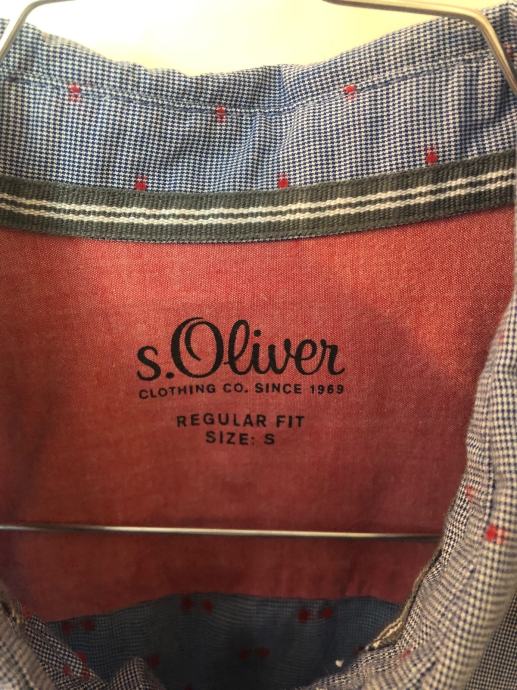 s.Oliver
CLOTHING CO. SINCE 1969
REGULAR FIT
SIZE: S